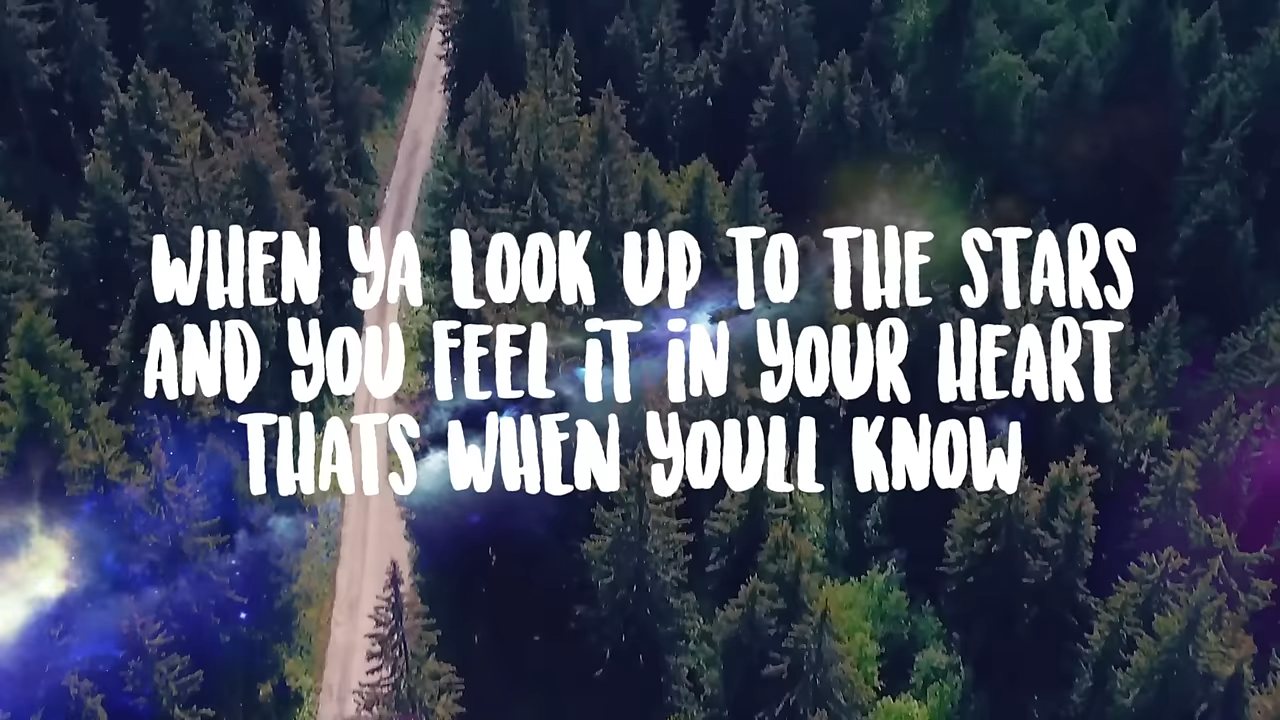 WHEN YA LOOK UP TO THE STARS
AND YOU FEEL iT iN YOUR HEART
THATS WHEN YOULL KNOW